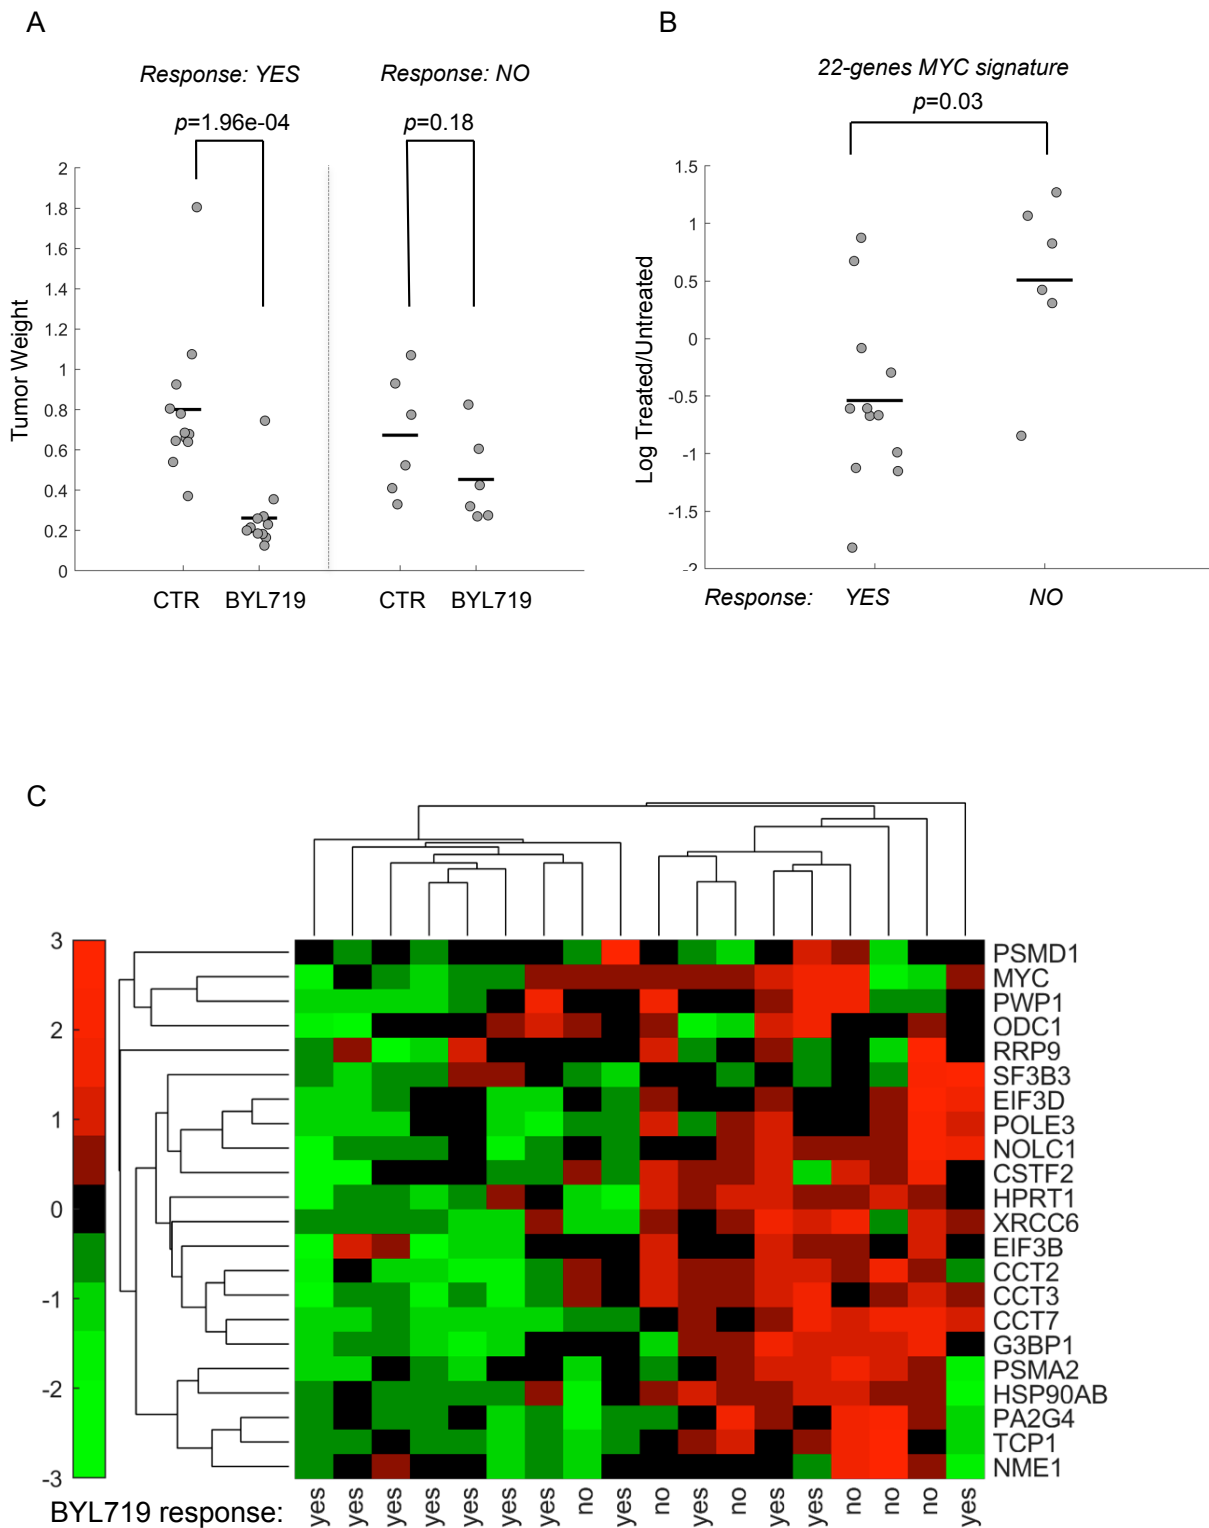 A
B
Response: YES
Response: NO
22-genes MYC signature
p=1.96e-04
p=0.18
p=0.03
Tumor Weight
2
1.8
1.6
1.4
1.2
1
0.8
0.6
0.4
0.2
0
CTR
BYL719
CTR
BYL719
Log Treated/Untreated
1.5
1
0.5
0
-0.5
-1
-1.5
-2
Response:
YES
NO
C
3
2
1
0
-1
-2
-3
PSMD1
MYC
PWP1
ODC1
RRP9
SF3B3
EIF3D
POLE3
NOLC1
CSTF2
HPRT1
XRCC6
EIF3B
CCT2
CCT3
CCT7
G3BP1
PSMA2
HSP90AB
PA2G4
TCP1
NME1
BYL719 response:
yes
yes
yes
yes
yes
yes
yes
no
yes
no
yes
no
yes
yes
no
no
no
yes